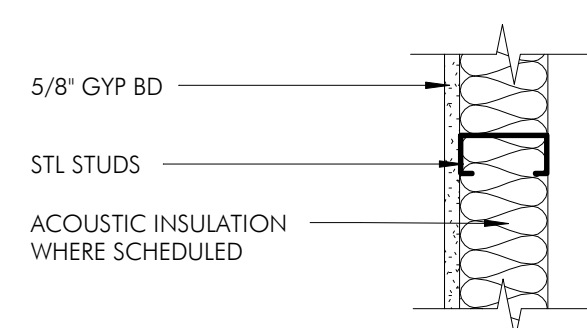 5/8" GYP BD
STL STUDS
ACOUSTIC INSULATION
WHERE SCHEDULED